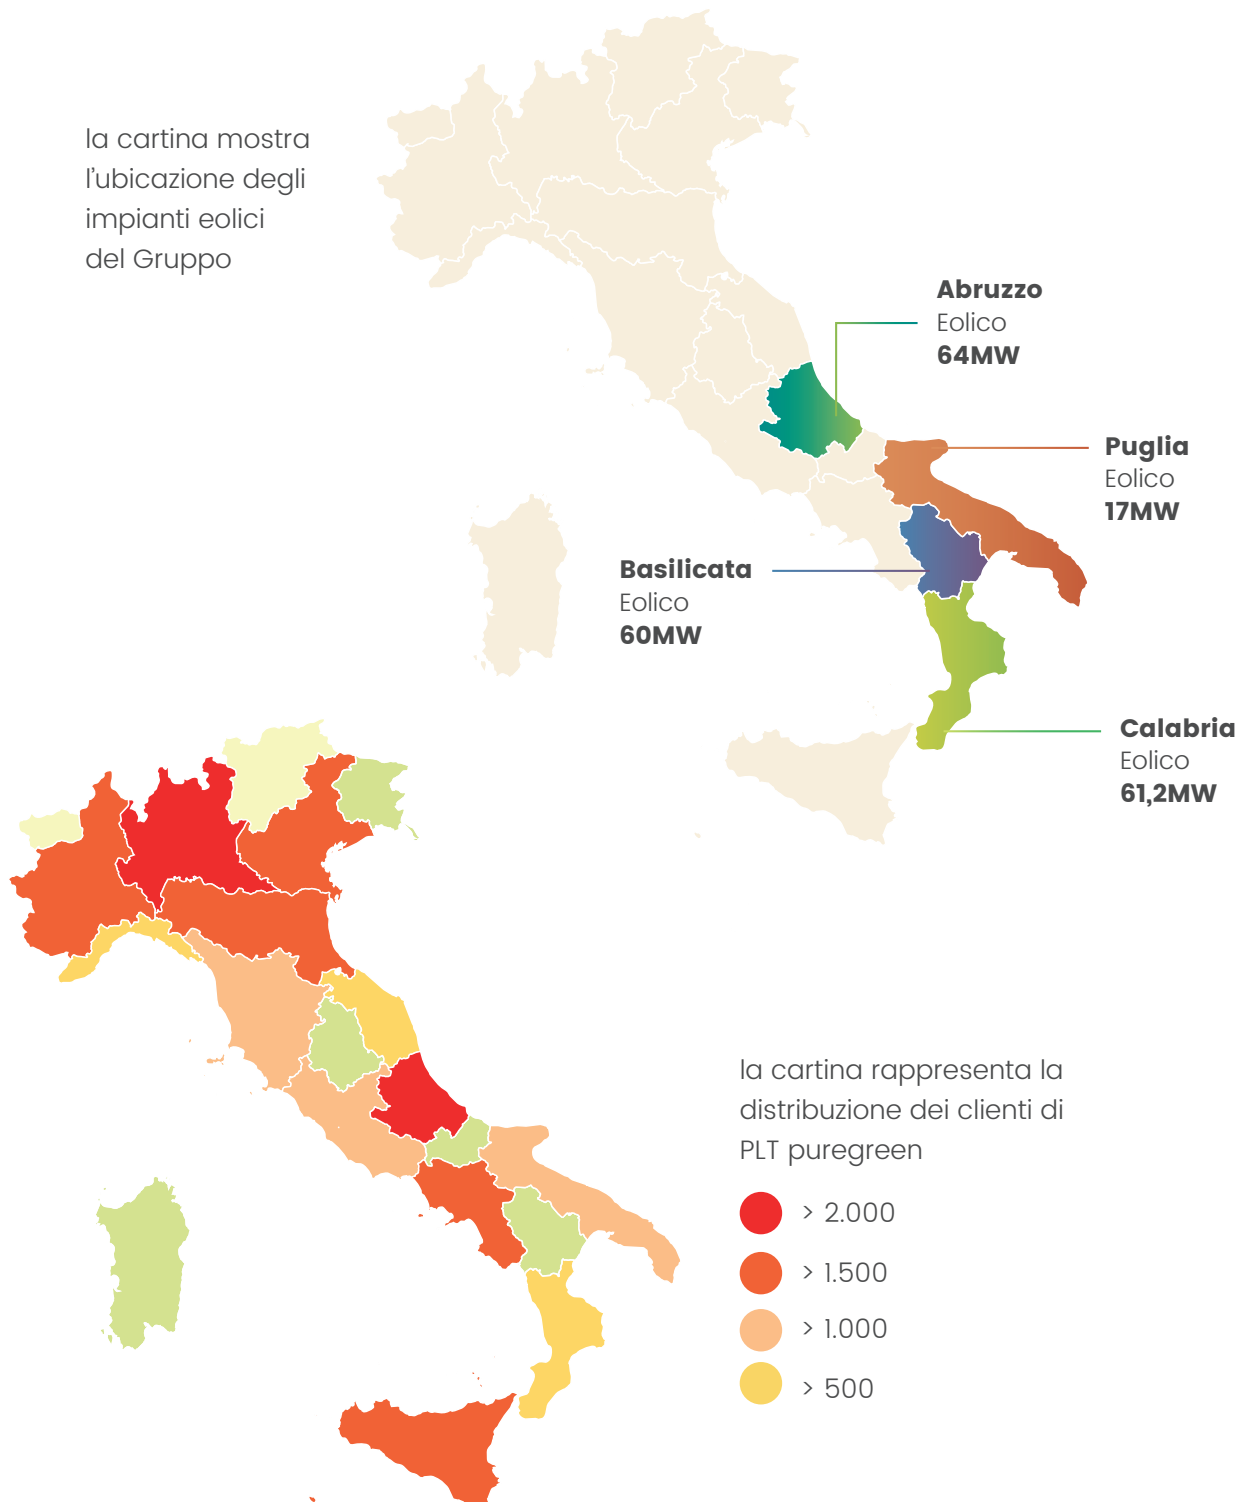 la cartina mostra
l'ubicazione degli
impianti eolici
del Gruppo
Abruzzo
Eolico
64MW
Puglia
Eolico
17MW
Basilicata
Eolico
60MW
Calabria
Eolico
61,2MW
la cartina rappresenta la
distribuzione dei clienti di
PLT puregreen
> 2.000
> 1.500
> 1.000
> 500